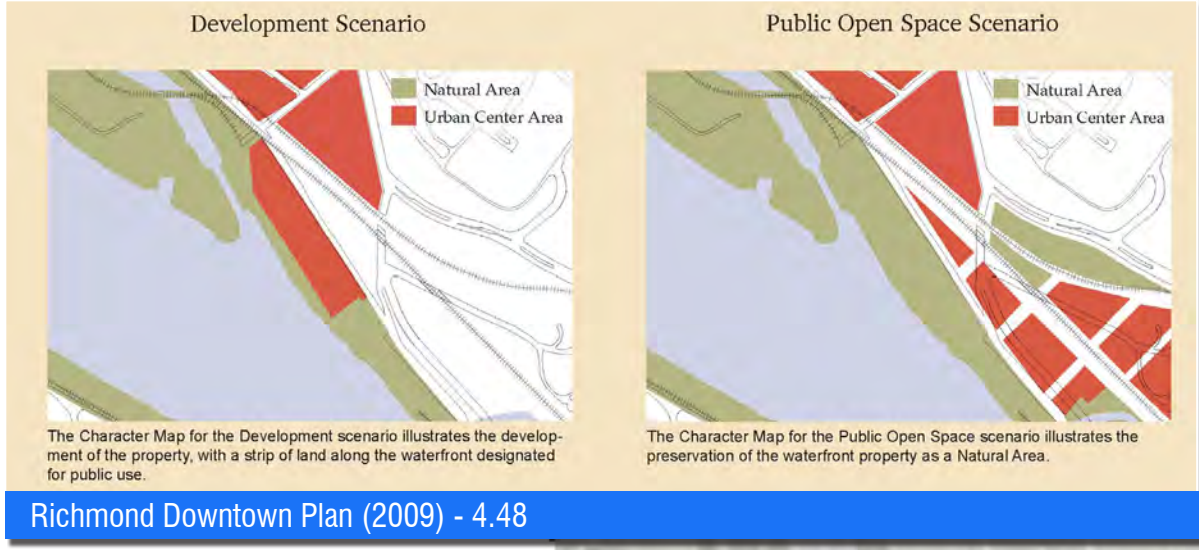 Development Scenario
Natural Area
Urban Center Area
The Character Map for the Development scenario illustrates the develop-
ment of the property, with a strip of land along the waterfront designated
for public use.
Public Open Space Scenario
Natural Area
Urban Center Area
The Character Map for the Public Open Space scenario illustrates the
preservation of the waterfront property as a Natural Area.
Richmond Downtown Plan (2009) - 4.48